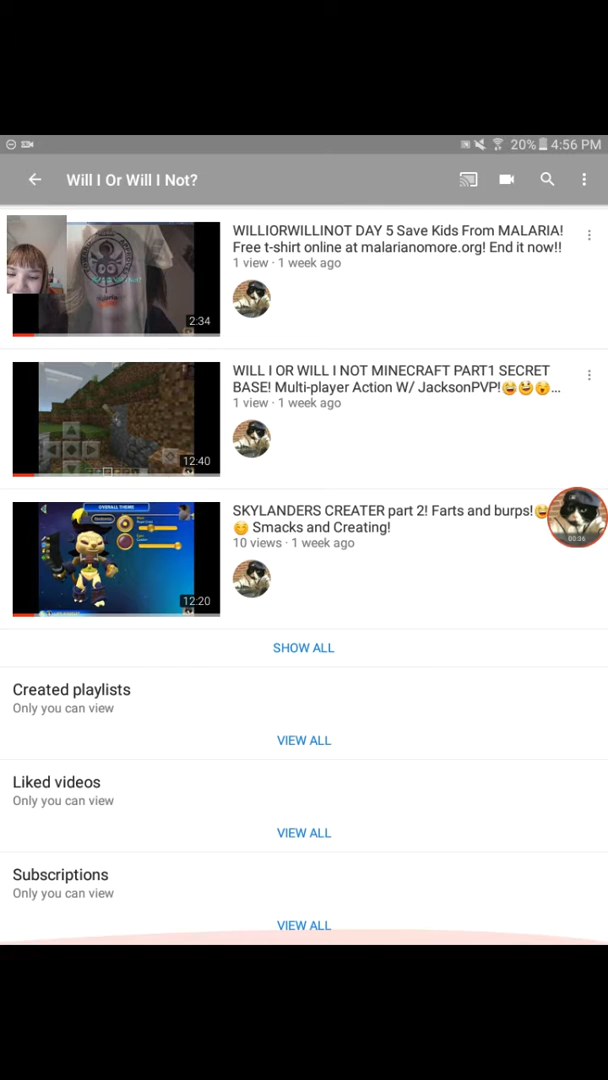 20% 4:56 PM
Will I Or Will I Not?
WILLIORWILLINOT DAY 5 Save Kids From MALARIA!
Free t-shirt online at malarianomore.org! End it now!!
1 view · 1 week ago
2:34
WILL I OR WILL I NOT MINECRAFT PART1 SECRET
BASE! Multi-player Action W/ JacksonPVP!😂😃😲...
1 view · 1 week ago
12:40
OVERALL THEME
SKYLANDERS CREATER part 2! Farts and burps!😂
☺ Smacks and Creating!
10 views · 1 week ago
00:36
12:20
SHOW ALL
Created playlists
Only you can view
VIEW ALL
Liked videos
Only you can view
VIEW ALL
Subscriptions
Only you can view
VIEW ALL